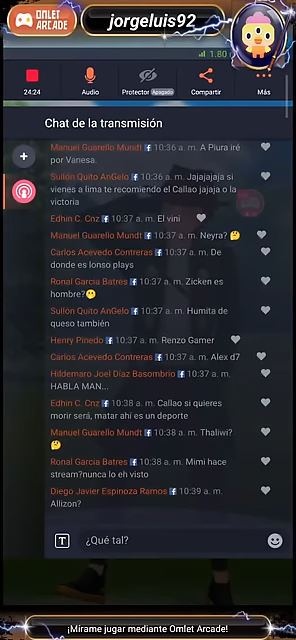 OMLET
ARCADE
jorgeluis92
1.80
24:24
Audio
Protector Apagado
Compartir
Más
Chat de la transmisión
Manuel Guarello Mundt 10:36 a. m. A Piura iré
por Vanesa.
Sullón Quito AnGelo 10:36 a. m. Jajajajaja si
vienes a lima te recomiendo el Callao jajaja o la
victoria
Edhin C. Cnz 10:37 a. m. El vini
Manuel Guarello Mundt 10:37 a. m. Neyra? 🤔
Carlos Acevedo Contreras 10:37 a. m. De
donde es lonso plays
Ronal Garcia Batres 10:37 a. m. Zicken es
hombre?😶
Sullón Quito AnGelo 10:37 a. m. Humita de
queso también
Henry Pinedo 10:37 a. m. Renzo Gamer
Carlos Acevedo Contreras 10:37 a. m. Alex d7
Hildemaro Joel Díaz Basombrio 10:37 a. m.
HABLA MAN...
Edhin C. Cnz 10:38 a. m. Callao si quieres
morir será, matar ahí es un deporte
Manuel Guarello Mundt 10:38 a. m. Thaliwi?
🤔
Ronal Garcia Batres 10:38 a. m. Mimi hace
stream?nunca lo eh visto
Diego Javier Espinoza Ramos 10:39 a. m.
Allizon?
T
¿Qué tal?
¡Mírame jugar mediante Omlet Arcade!